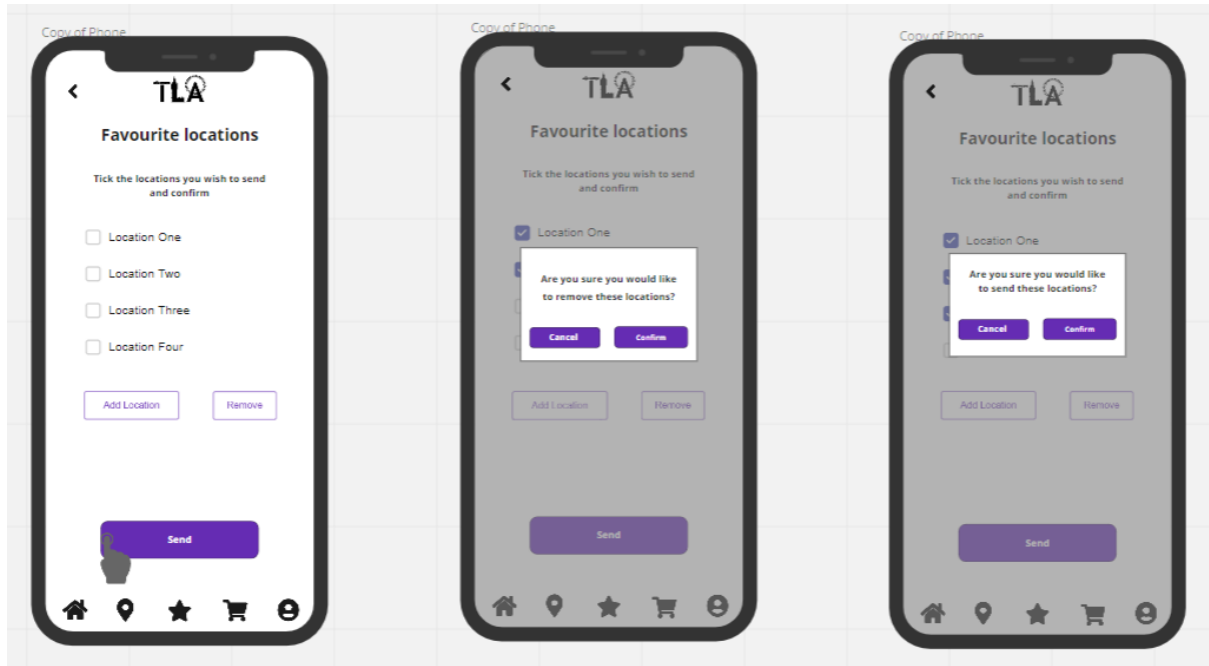 Copy of Phone
TLA
Favourite locations
Tick the locations you wish to send
and confirm
Location One
Location Two
Location Three
Location Four
Add Location
Remove
Send
Copy of Phone
TLA
Favourite locations
Tick the locations you wish to send
and confirm
Location One
Are you sure you would like
to remove these locations?
Cancel
Confirm
Add Location
Remove
Send
Copy of Phone
TLA
Favourite locations
Tick the locations you wish to send
and confirm
Location One
Are you sure you would like
to send these locations?
Cancel
Confirm
Add Location
Remove
Send